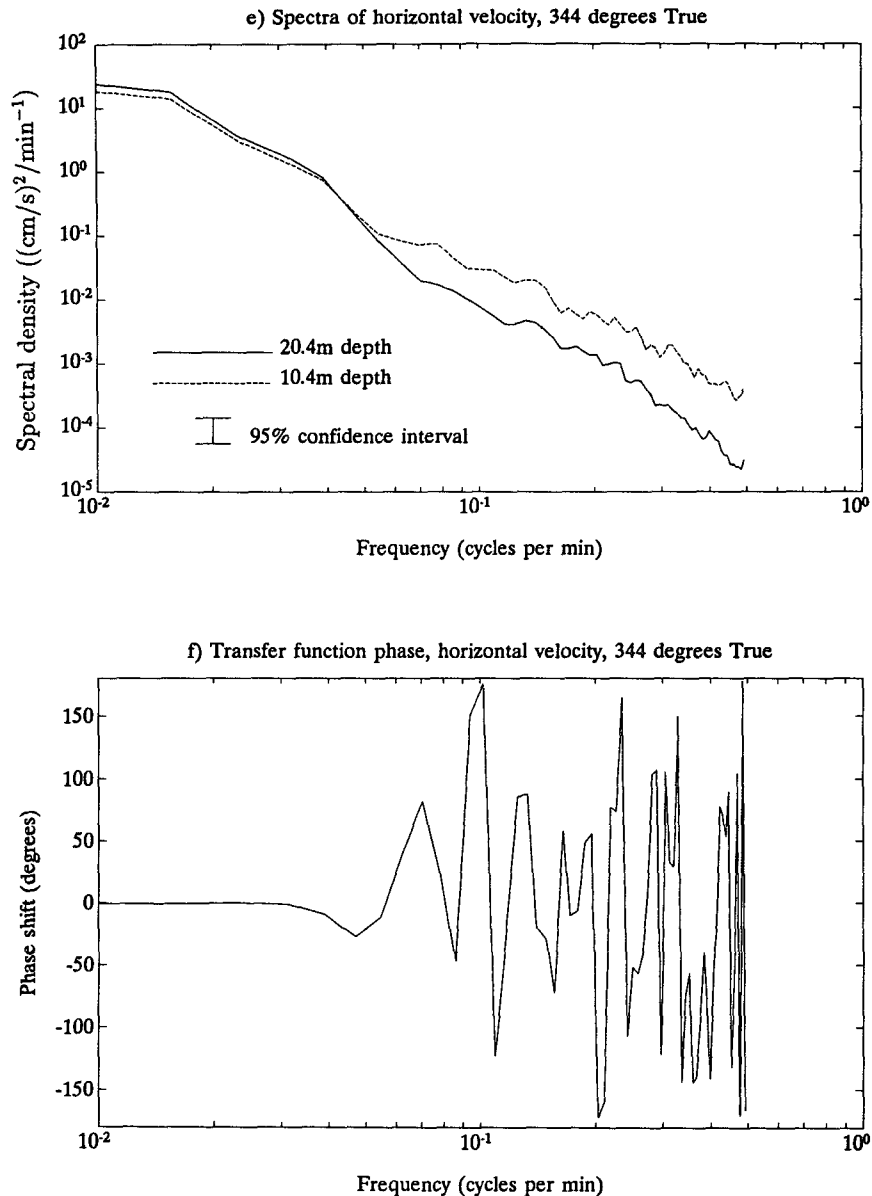 e) Spectra of horizontal velocity, 344 degrees True
10²
10¹
10⁰
10⁻¹
10⁻²
10⁻³
10⁻⁴
10⁻⁵
Spectral density ((cm/s)²/min⁻¹)
20.4m depth
10.4m depth
95% confidence interval
10⁻² 10⁻¹ 10⁰
Frequency (cycles per min)
f) Transfer function phase, horizontal velocity, 344 degrees True
150
100
50
0
-50
-100
-150
Phase shift (degrees)
10⁻² 10⁻¹ 10⁰
Frequency (cycles per min)